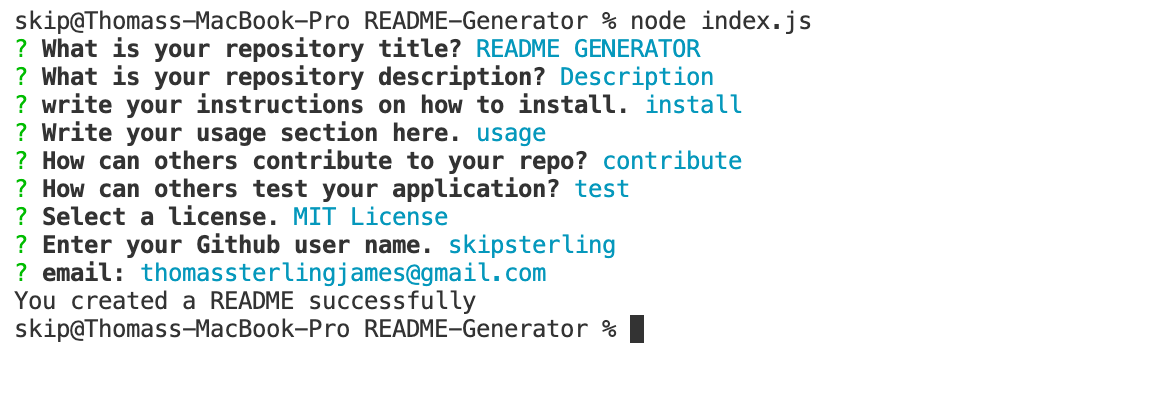 skip@Thomass-MacBook-Pro README-Generator % node index.js
? What is your repository title? README GENERATOR
? What is your repository description? Description
? write your instructions on how to install. install
? Write your usage section here. usage
? How can others contribute to your repo? contribute
? How can others test your application? test
? Select a license. MIT License
? Enter your Github user name. skipsterling
? email: thomassterlingjames@gmail.com
You created a README successfully
skip@Thomass-MacBook-Pro README-Generator %